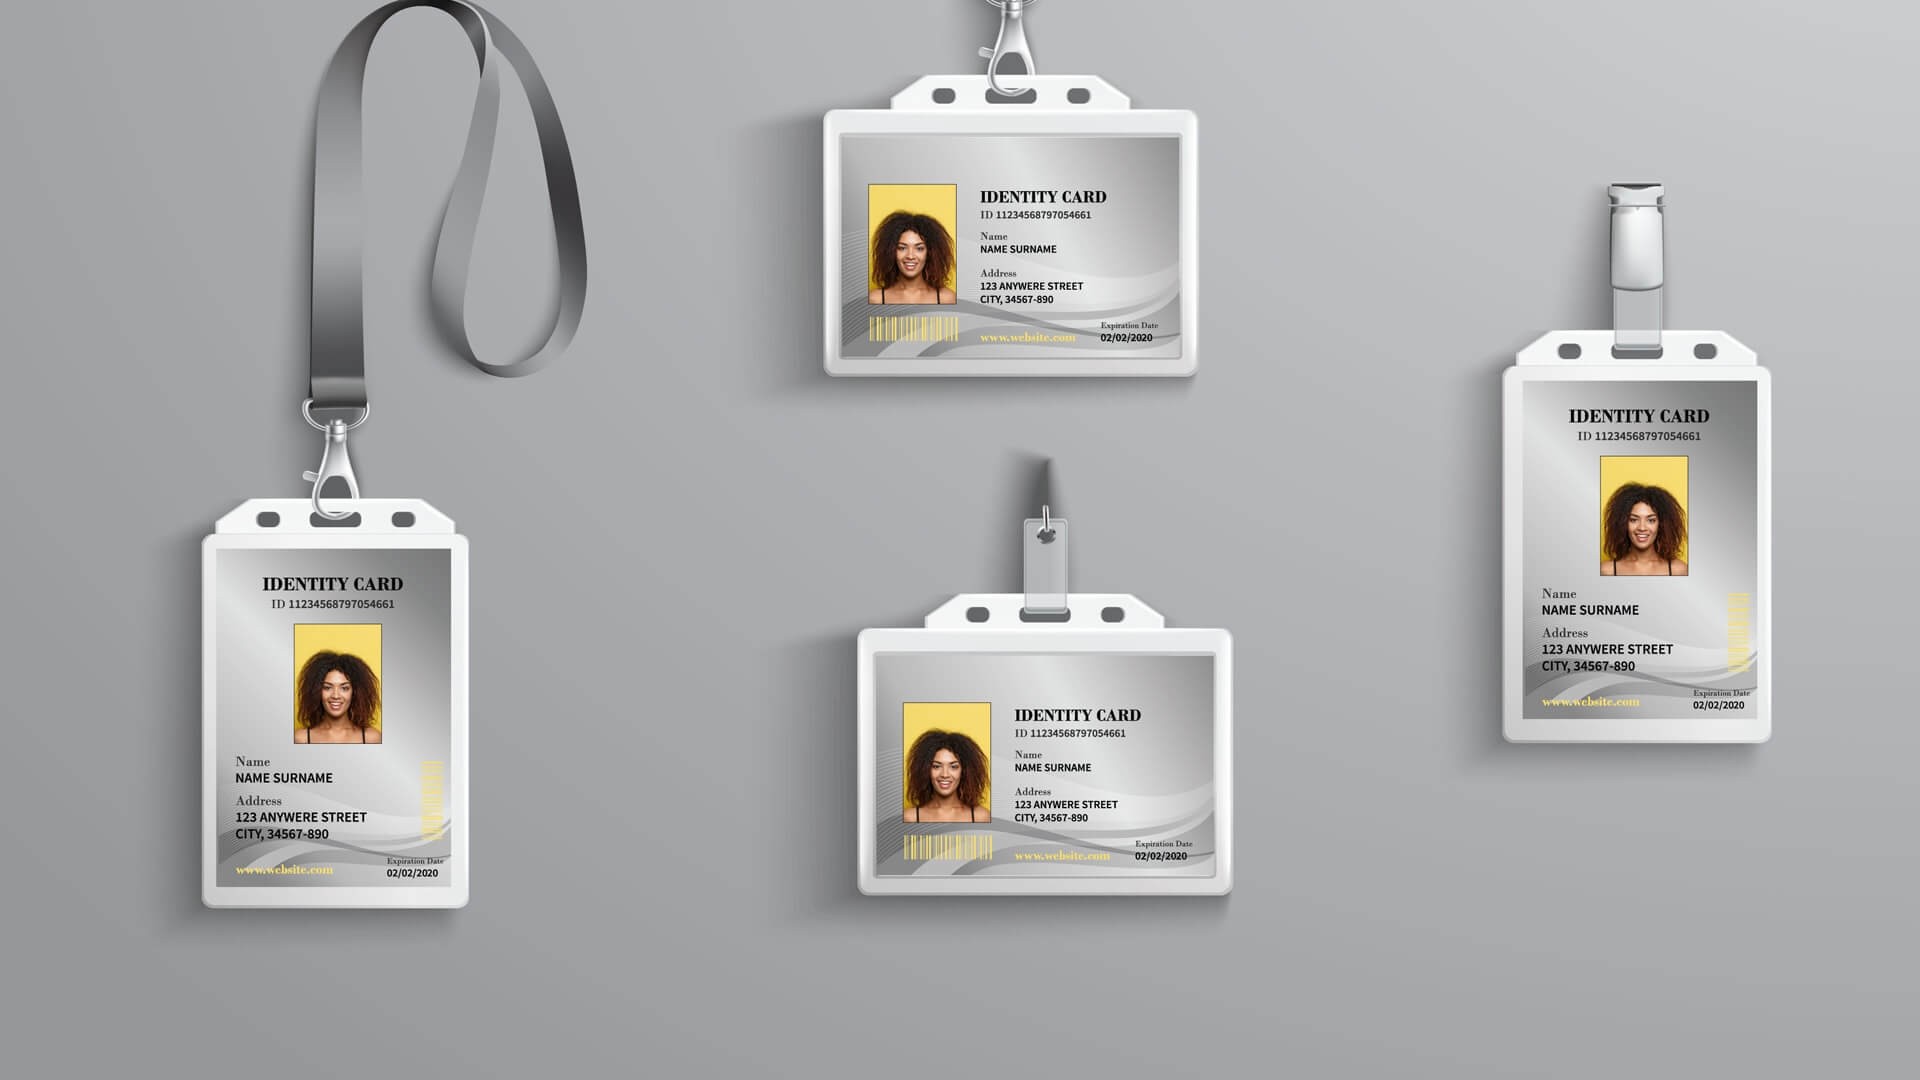 IDENTITY CARD
ID 11234568797054661
Name
NAME SURNAME
Address
123 ANYWERE STREET
CITY, 34567-890
www.website.com
Expiration Date
02/02/2020
IDENTITY CARD
ID 11234568797054661
Name
NAME SURNAME
Address
123 ANYWERE STREET
CITY, 34567-890
Expiration Date
www.website.com
02/02/2020
IDENTITY CARD
ID 11234568797054661
Name
NAME SURNAME
Address
123 ANYWERE STREET
CITY, 34567-890
Expiration Date
www.website.com
02/02/2020
IDENTITY CARD
ID 11234568797054661
Name
NAME SURNAME
Address
123 ANYWERE STREET
CITY, 34567-890
www.website.com
Expiration Date
02/02/2020